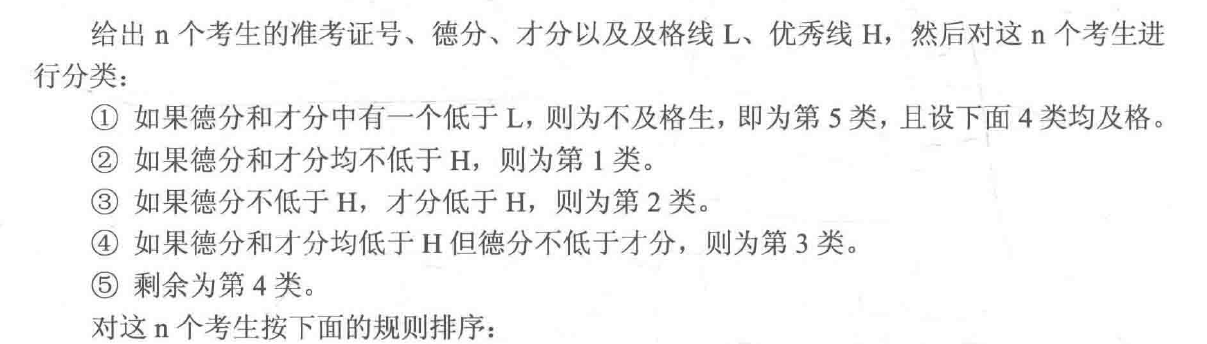 给出 n 个考生的准考证号、德分、才分以及及格线 L、优秀线 H，然后对这 n 个考生进
行分类：
① 如果德分和才分中有一个低于 L，则为不及格生，即为第 5 类，且设下面 4 类均及格。
② 如果德分和才分均不低于 H，则为第 1 类。
③ 如果德分不低于 H，才分低于 H，则为第 2 类。
④ 如果德分和才分均低于 H 但德分不低于才分，则为第 3 类。
⑤ 剩余为第 4 类。
对这 n 个考生按下面的规则排序：